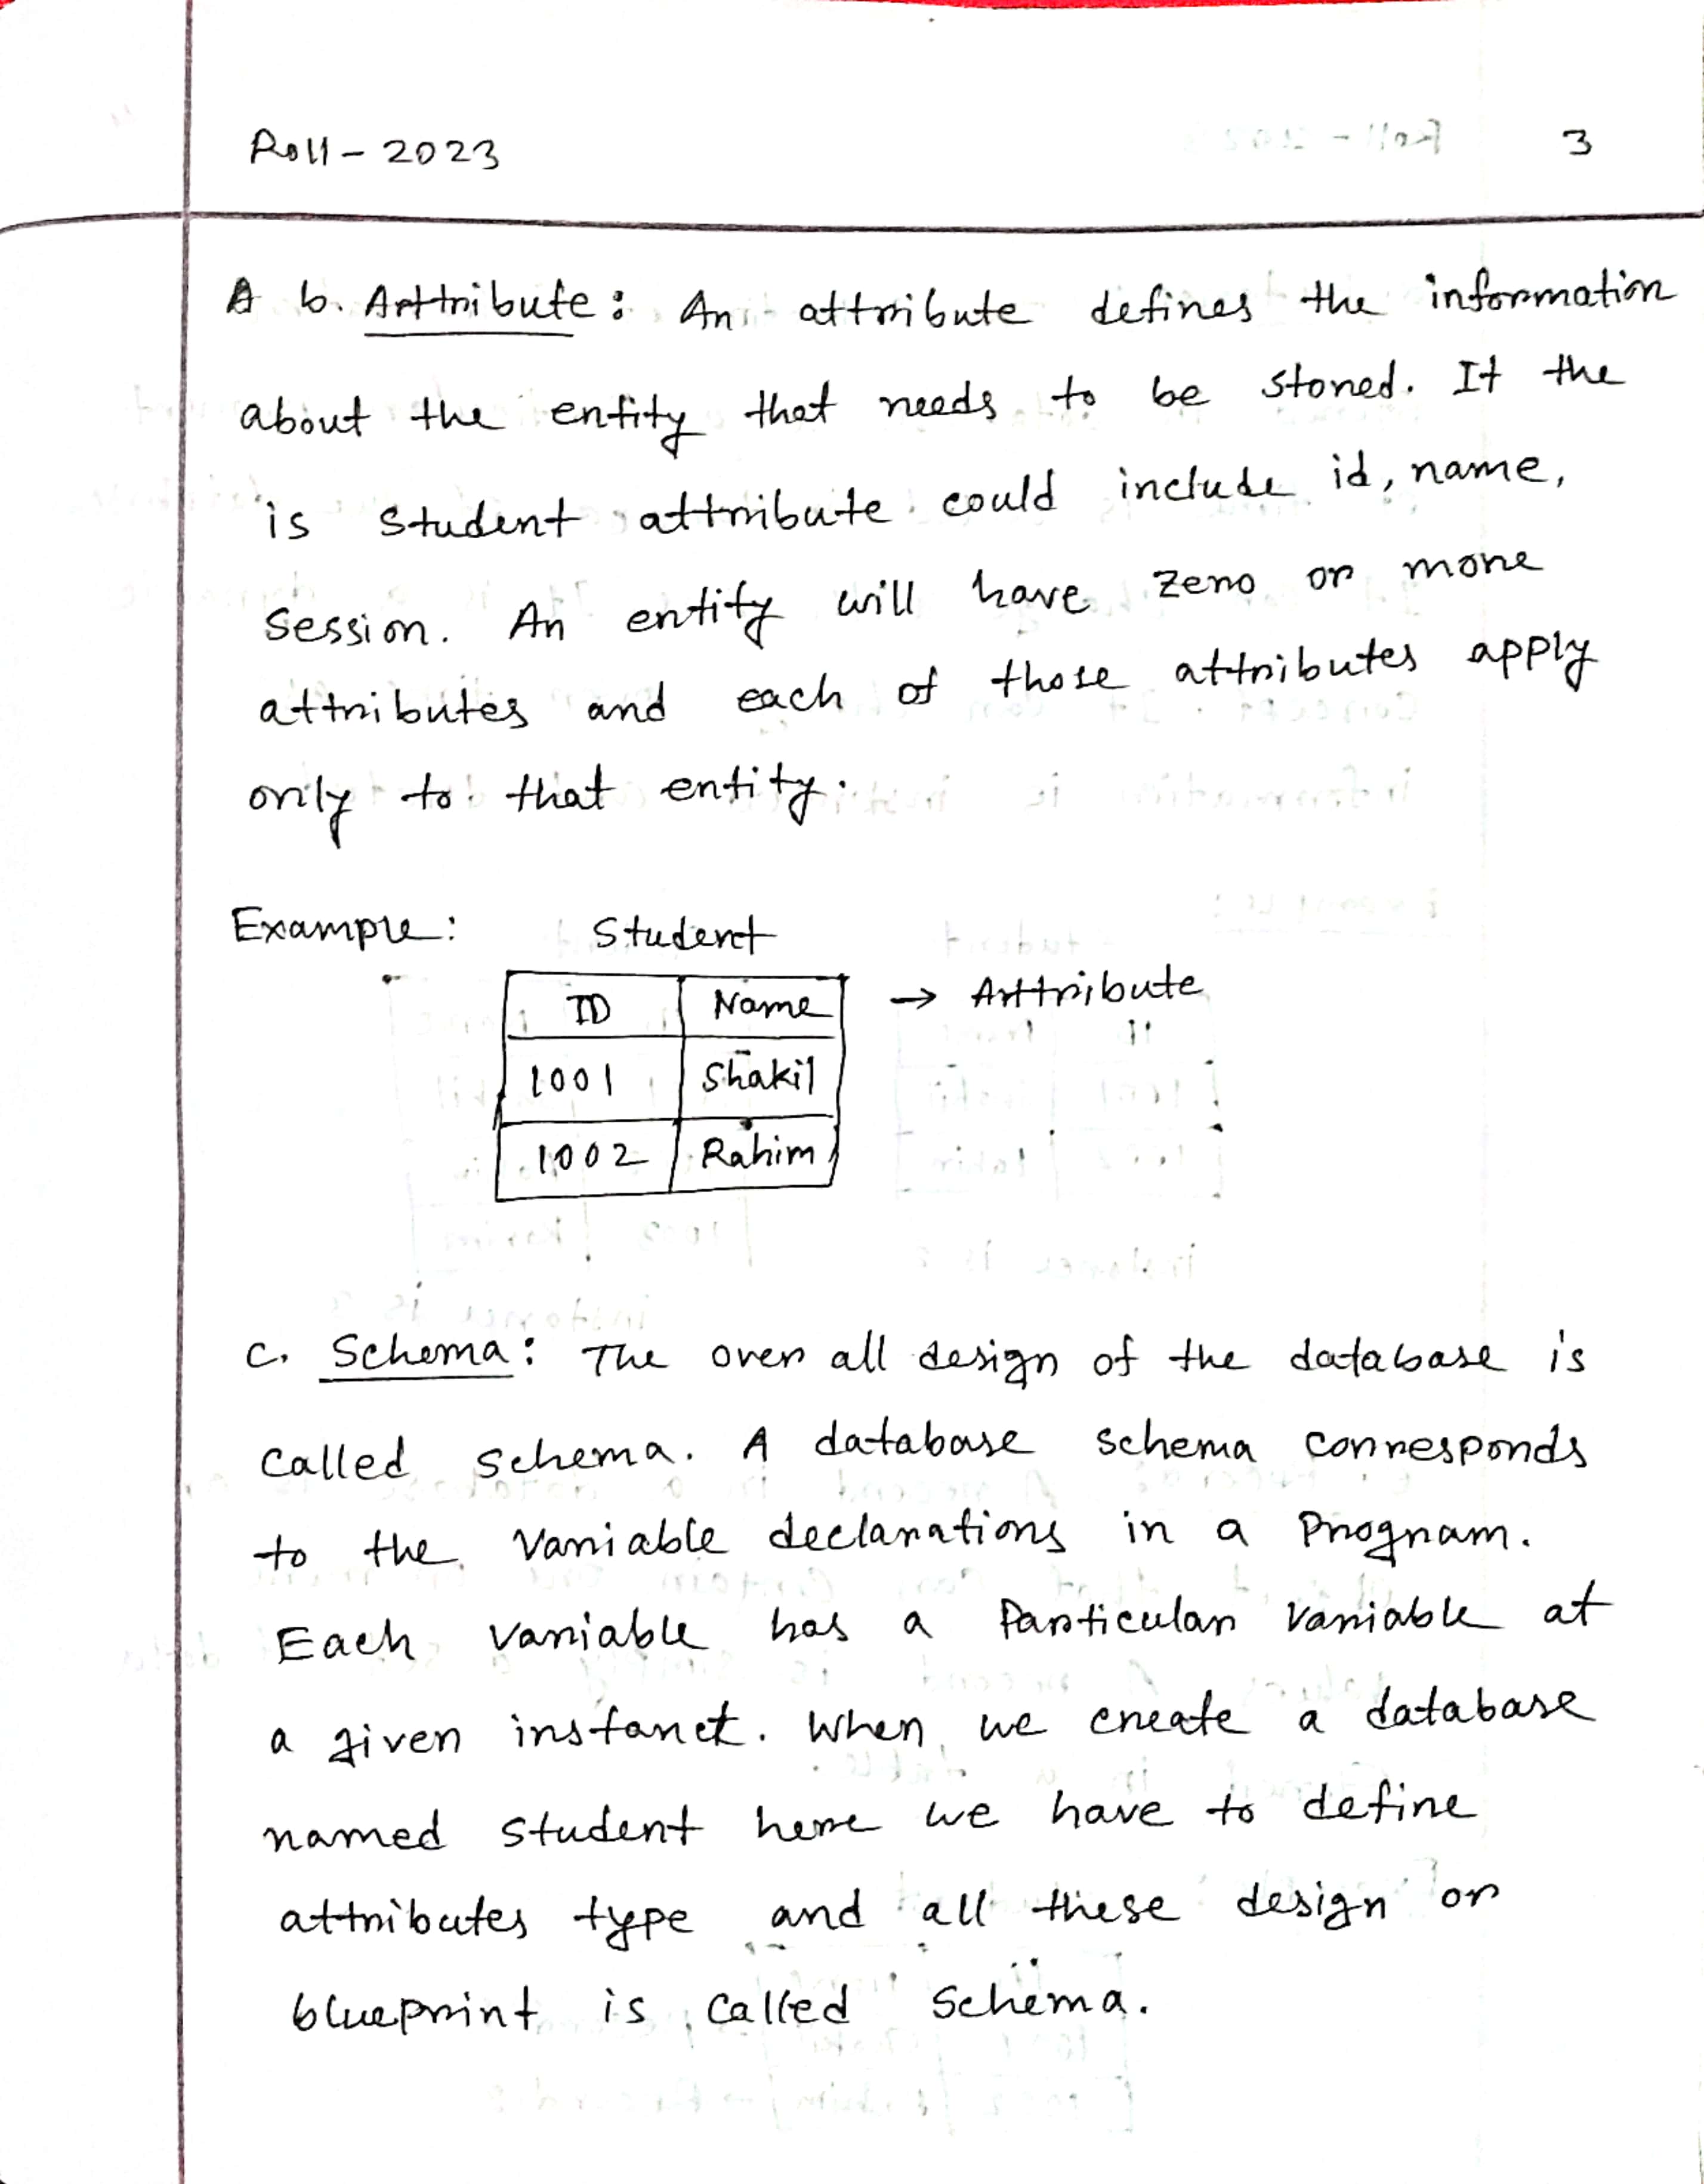 Roll - 2023
3
b. Attribute: An attribute defines the information
about the entity that needs to be stored. It the
is student attribute could include id, name,
session. An entity will have zero or more
attributes and each of those attributes apply
only to that entity.
Example: Student
ID Name → Attribute
1001 Shakil
1002 Rahim
c. Schema: The over all design of the database is
called schema. A database schema corresponds
to the variable declarations in a Program.
Each variable has a Particular variable at
a given instanct. When we create a database
named student here we have to define
attributes type and all these design or
blueprint is called Schema.